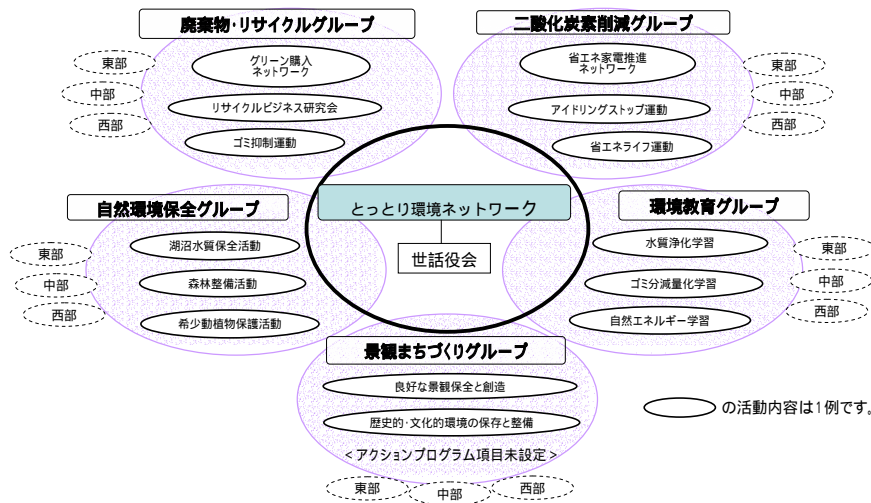 廃棄物・リサイクルグループ
グリーン購入
ネットワーク
リサイクルビジネス研究会
ゴミ抑制運動
東部
中部
西部
二酸化炭素削減グループ
省エネ家電推進
ネットワーク
アイドリングストップ運動
省エネライフ運動
東部
中部
西部
とっとり環境ネットワーク
世話役会
自然環境保全グループ
湖沼水質保全活動
森林整備活動
希少動植物保護活動
東部
中部
西部
環境教育グループ
水質浄化学習
ゴミ分減量化学習
自然エネルギー学習
東部
中部
西部
景観まちづくりグループ
良好な景観保全と創造
歴史的・文化的環境の保存と整備
<アクションプログラム項目未設定>
東部
中部
西部
の活動内容は1例です。